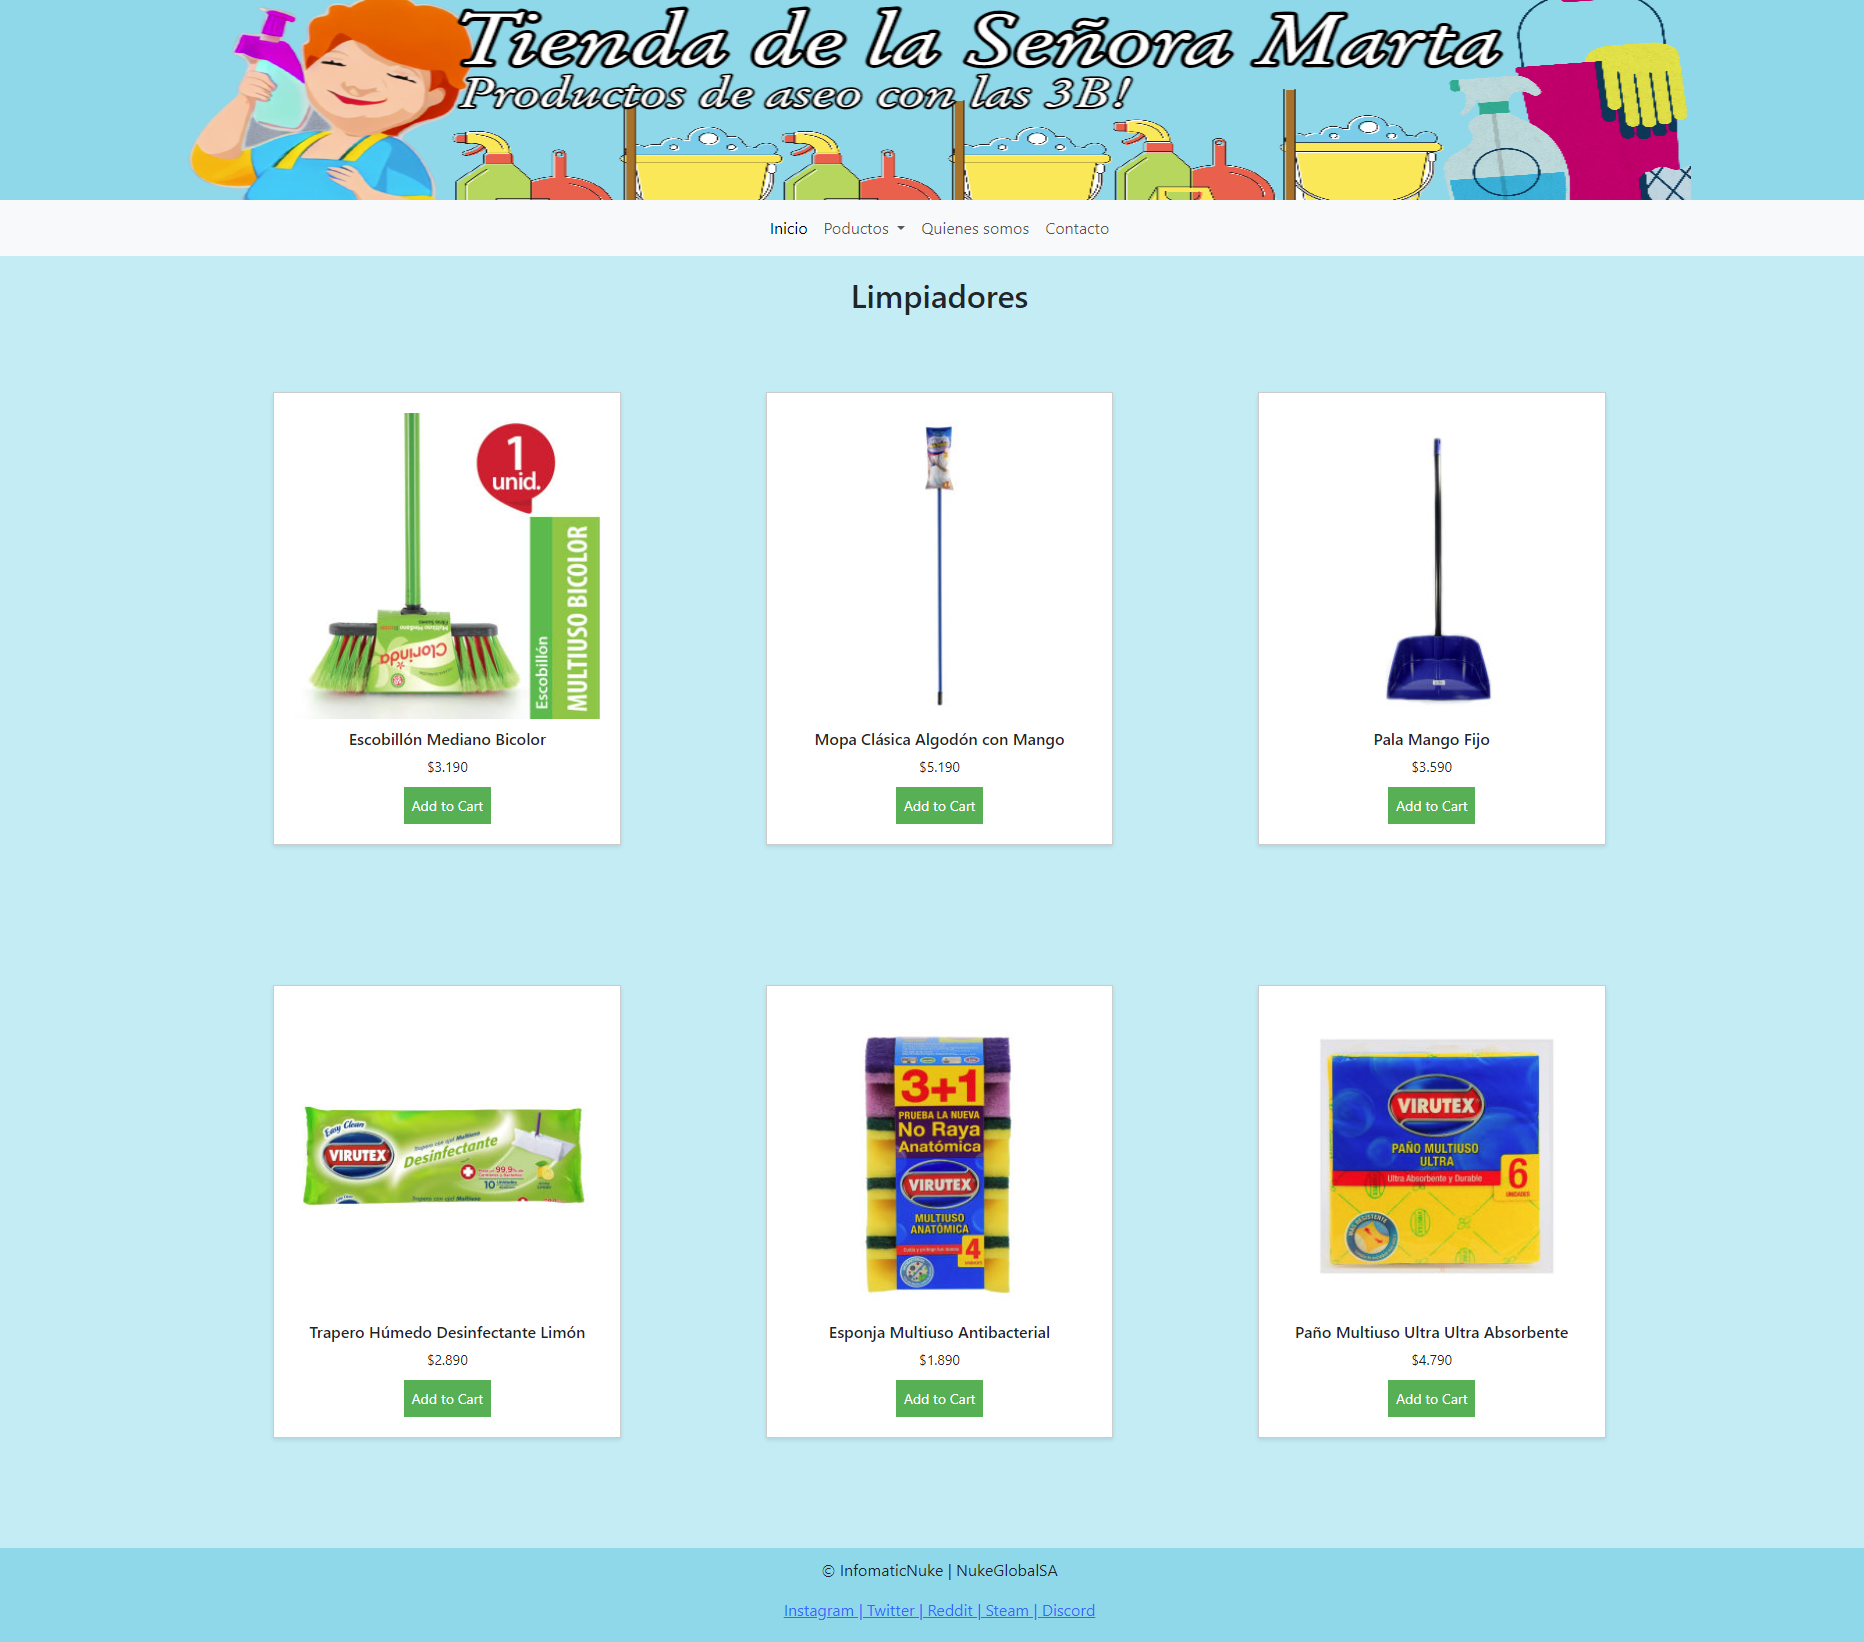 Tienda de la Señora Marta
Productos de aseo con las 3B!
Inicio Poductos Quienes somos Contacto
Limpiadores
1
unid.
Escobillón
MULTIUSO BICOLOR
Clorinda
Escobillón Mediano Bicolor
$3.190
Add to Cart
Mopa Clásica Algodón con Mango
$5.190
Add to Cart
Pala Mango Fijo
$3.590
Add to Cart
Easy Clean
VIRUTEX
Desinfectante
99,9%
10
Trapero Húmedo Desinfectante Limón
$2.890
Add to Cart
3+1
PRUEBA LA NUEVA
No Raya
Anatómica
VIRUTEX
MULTIUSO
ANATÓMICA
4
Esponja Multiuso Antibacterial
$1.890
Add to Cart
VIRUTEX
PAÑO MULTIUSO
ULTRA
Ultra Absorbente y Durable
6
UNIDADES
Paño Multiuso Ultra Ultra Absorbente
$4.790
Add to Cart
© InfomaticNuke | NukeGlobalSA
Instagram | Twitter | Reddit | Steam | Discord